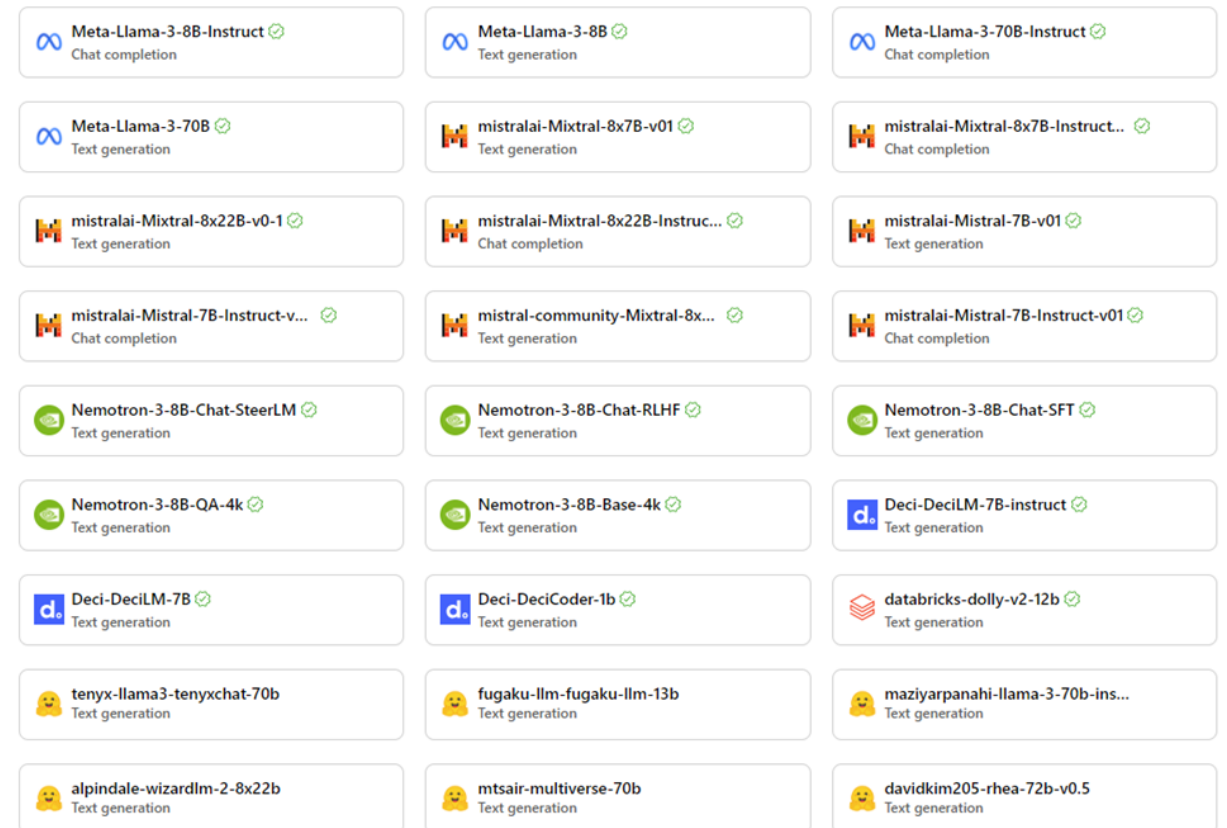 Meta-Llama-3-8B-Instruct
Chat completion
Meta-Llama-3-8B
Text generation
Meta-Llama-3-70B-Instruct
Chat completion
Meta-Llama-3-70B
Text generation
mistralai-Mixtral-8x7B-v01
Text generation
mistralai-Mixtral-8x7B-Instruct...
Chat completion
mistralai-Mixtral-8x22B-v0-1
Text generation
mistralai-Mixtral-8x22B-Instruc...
Chat completion
mistralai-Mistral-7B-v01
Text generation
mistralai-Mistral-7B-Instruct-v...
Chat completion
mistral-community-Mixtral-8x...
Text generation
mistralai-Mistral-7B-Instruct-v01
Chat completion
Nemotron-3-8B-Chat-SteerLM
Text generation
Nemotron-3-8B-Chat-RLHF
Text generation
Nemotron-3-8B-Chat-SFT
Text generation
Nemotron-3-8B-QA-4k
Text generation
Nemotron-3-8B-Base-4k
Text generation
d.
Deci-DeciLM-7B-instruct
Text generation
d.
Deci-DeciLM-7B
Text generation
d.
Deci-DeciCoder-1b
Text generation
databricks-dolly-v2-12b
Text generation
tenyx-llama3-tenyxchat-70b
Text generation
fugaku-llm-fugaku-llm-13b
Text generation
maziyarpanahi-llama-3-70b-ins...
Text generation
alpindale-wizardlm-2-8x22b
Text generation
mtsair-multiverse-70b
Text generation
davidkim205-rhea-72b-v0.5
Text generation